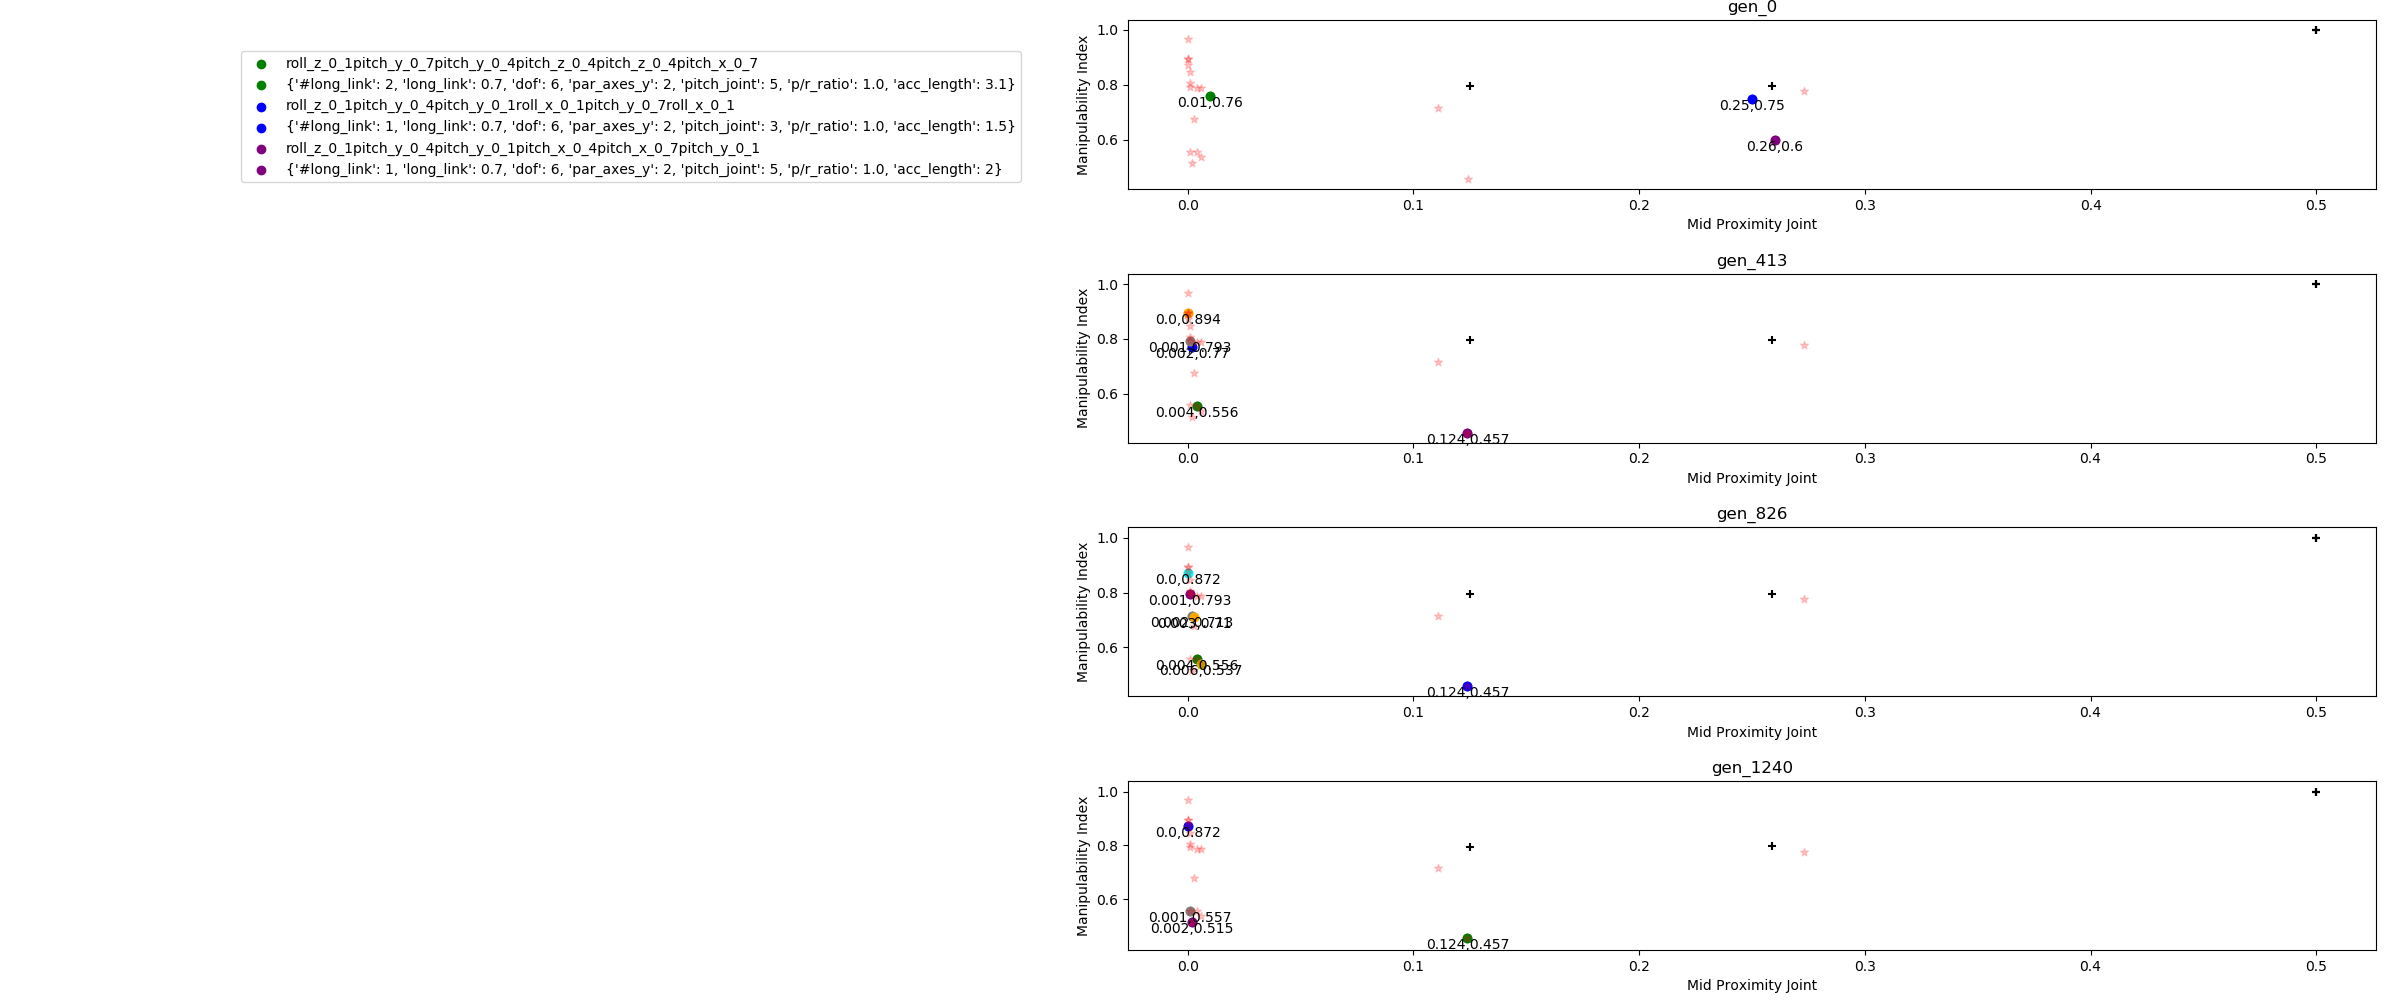 roll_z_0_1pitch_y_0_7pitch_y_0_4pitch_z_0_4pitch_z_0_4pitch_x_0_7
{'#long_link': 2, 'long_link': 0.7, 'dof': 6, 'par_axes_y': 2, 'pitch_joint': 5, 'p/r_ratio': 1.0, 'acc_length': 3.1}
roll_z_0_1pitch_y_0_4pitch_y_0_1roll_x_0_1pitch_y_0_7roll_x_0_1
{'#long_link': 1, 'long_link': 0.7, 'dof': 6, 'par_axes_y': 2, 'pitch_joint': 3, 'p/r_ratio': 1.0, 'acc_length': 1.5}
roll_z_0_1pitch_y_0_4pitch_y_0_1pitch_x_0_4pitch_x_0_7pitch_y_0_1
{'#long_link': 1, 'long_link': 0.7, 'dof': 6, 'par_axes_y': 2, 'pitch_joint': 5, 'p/r_ratio': 1.0, 'acc_length': 2}
gen_0
Manipulability Index
1.0
0.8
0.6
0.01,0.76
0.25,0.75
0.26,0.6
0.0 0.1 0.2 0.3 0.4 0.5
Mid Proximity Joint
gen_413
Manipulability Index
1.0
0.8
0.6
0.0,0.894
0.001,0.793
0.002,0.77
0.004,0.556
0.124,0.457
0.0 0.1 0.2 0.3 0.4 0.5
Mid Proximity Joint
gen_826
Manipulability Index
1.0
0.8
0.6
0.0,0.872
0.001,0.793
0.002,0.713
0.003,0.71
0.004,0.556
0.006,0.537
0.124,0.457
0.0 0.1 0.2 0.3 0.4 0.5
Mid Proximity Joint
gen_1240
Manipulability Index
1.0
0.8
0.6
0.0,0.872
0.001,0.557
0.002,0.515
0.124,0.457
0.0 0.1 0.2 0.3 0.4 0.5
Mid Proximity Joint